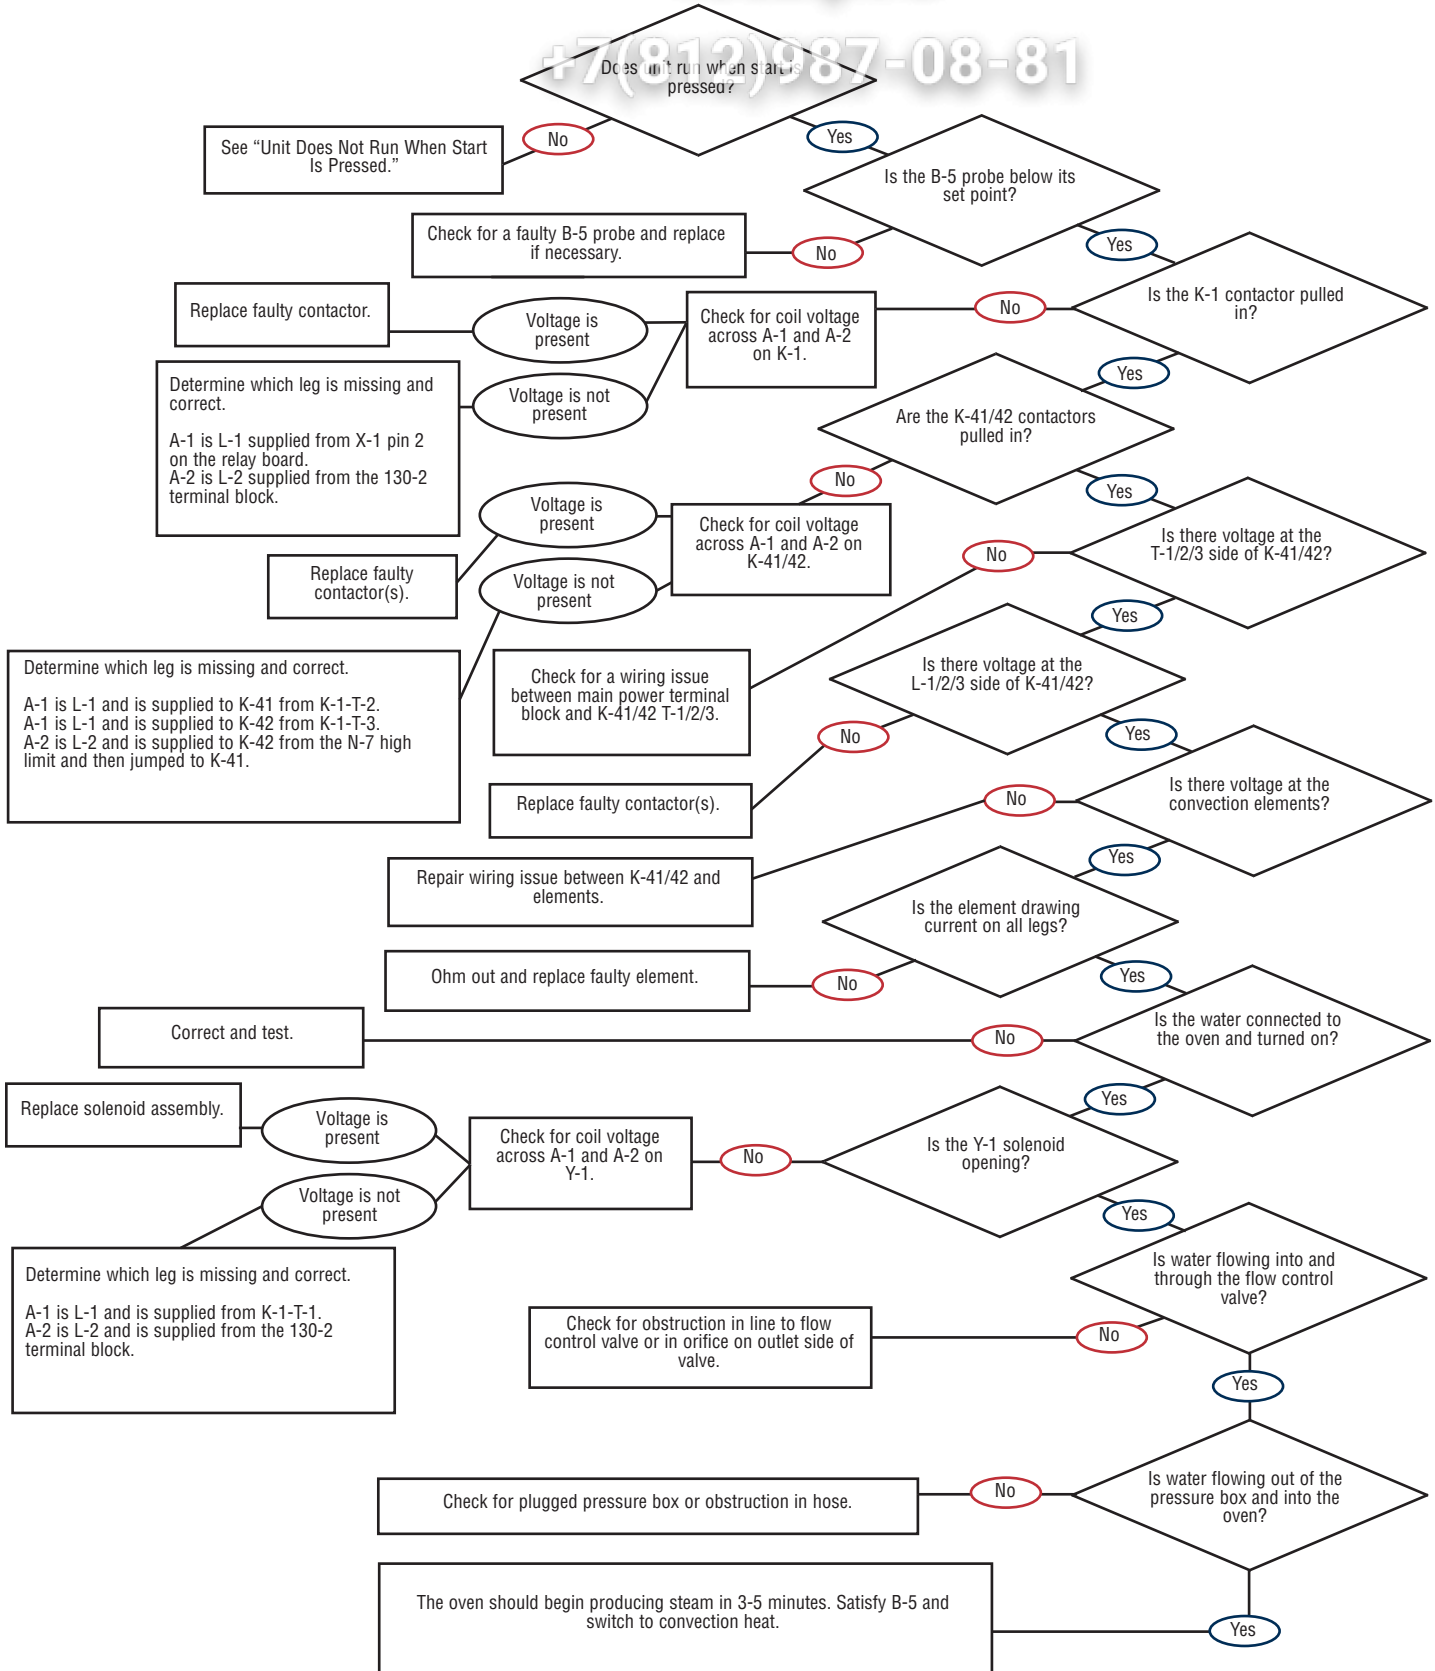 +7(812)987-08-81
Does unit run when start is
pressed?
No
Yes
See “Unit Does Not Run When Start
Is Pressed.”
Is the B-5 probe below its
set point?
No
Yes
Check for a faulty B-5 probe and replace
if necessary.
Is the K-1 contactor pulled
in?
No
Yes
Check for coil voltage
across A-1 and A-2
on K-1.
Voltage is
present
Replace faulty contactor.
Voltage is not
present
Determine which leg is missing and
correct.
A-1 is L-1 supplied from X-1 pin 2
on the relay board.
A-2 is L-2 supplied from the 130-2
terminal block.
Are the K-41/42 contactors
pulled in?
No
Yes
Check for coil voltage
across A-1 and A-2 on
K-41/42.
Voltage is
present
Replace faulty
contactor(s).
Voltage is not
present
Determine which leg is missing and correct.
A-1 is L-1 and is supplied to K-41 from K-1-T-2.
A-1 is L-1 and is supplied to K-42 from K-1-T-3.
A-2 is L-2 and is supplied to K-42 from the N-7 high
limit and then jumped to K-41.
Is there voltage at the
T-1/2/3 side of K-41/42?
No
Yes
Check for a wiring issue
between main power terminal
block and K-41/42 T-1/2/3.
Is there voltage at the
L-1/2/3 side of K-41/42?
No
Yes
Replace faulty contactor(s).
Is there voltage at the
convection elements?
No
Yes
Repair wiring issue between K-41/42 and
elements.
Is the element drawing
current on all legs?
No
Yes
Ohm out and replace faulty element.
Is the water connected to
the oven and turned on?
No
Yes
Correct and test.
Is the Y-1 solenoid
opening?
No
Yes
Check for coil voltage
across A-1 and A-2 on
Y-1.
Voltage is
present
Replace solenoid assembly.
Voltage is not
present
Determine which leg is missing and correct.
A-1 is L-1 and is supplied from K-1-T-1.
A-2 is L-2 and is supplied from the 130-2
terminal block.
Is water flowing into and
through the flow control
valve?
No
Yes
Check for obstruction in line to flow
control valve or in orifice on outlet side of
valve.
Is water flowing out of the
pressure box and into the
oven?
No
Yes
Check for plugged pressure box or obstruction in hose.
The oven should begin producing steam in 3-5 minutes. Satisfy B-5 and
switch to convection heat.